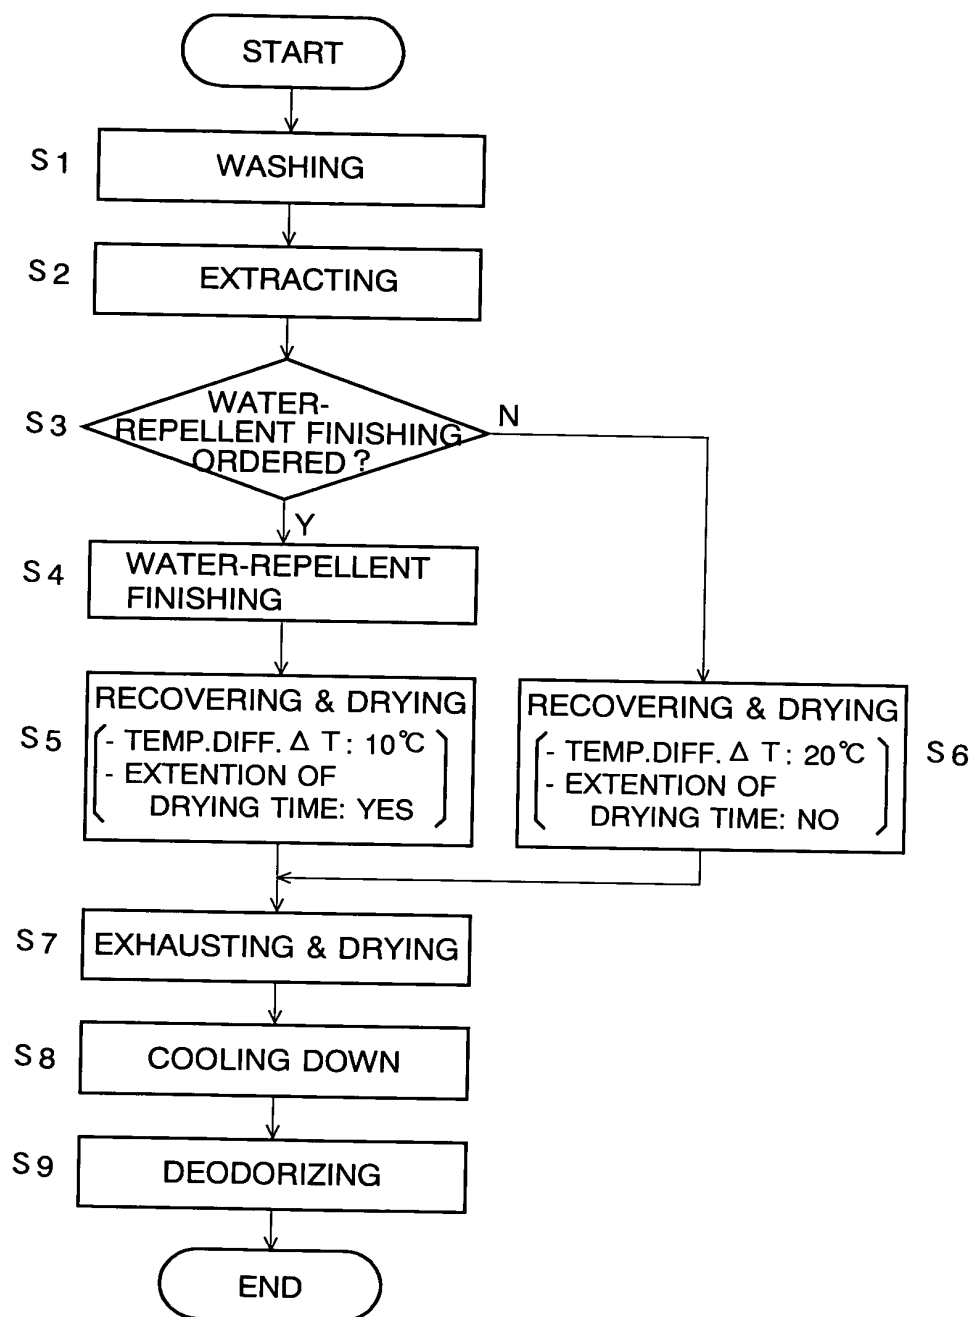 START
S1
WASHING
S2
EXTRACTING
S3
WATER-
REPELLENT FINISHING
ORDERED?
N
Y
S4
WATER-REPELLENT
FINISHING
S5
RECOVERING & DRYING
- TEMP.DIFF. Δ T: 10℃
- EXTENTION OF
DRYING TIME: YES
RECOVERING & DRYING
- TEMP.DIFF. Δ T: 20℃
- EXTENTION OF
DRYING TIME: NO
S6
S7
EXHAUSTING & DRYING
S8
COOLING DOWN
S9
DEODORIZING
END